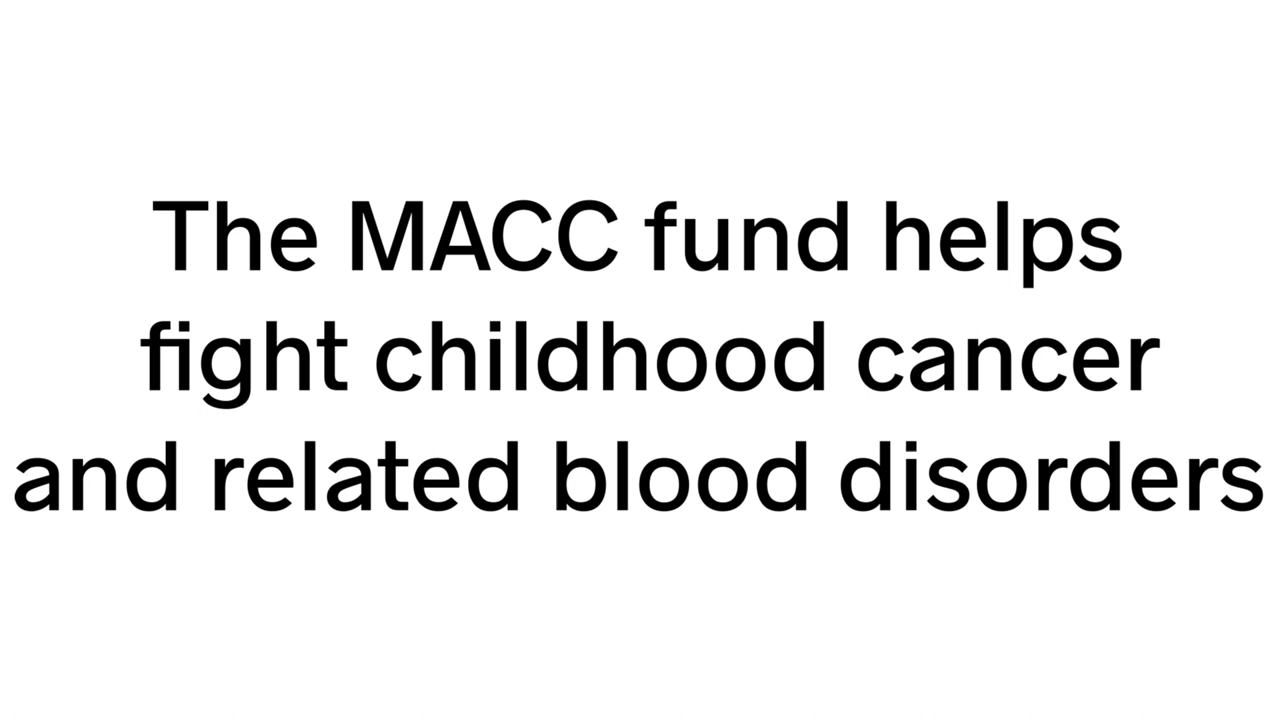 The MACC fund helps
fight childhood cancer
and related blood disorders